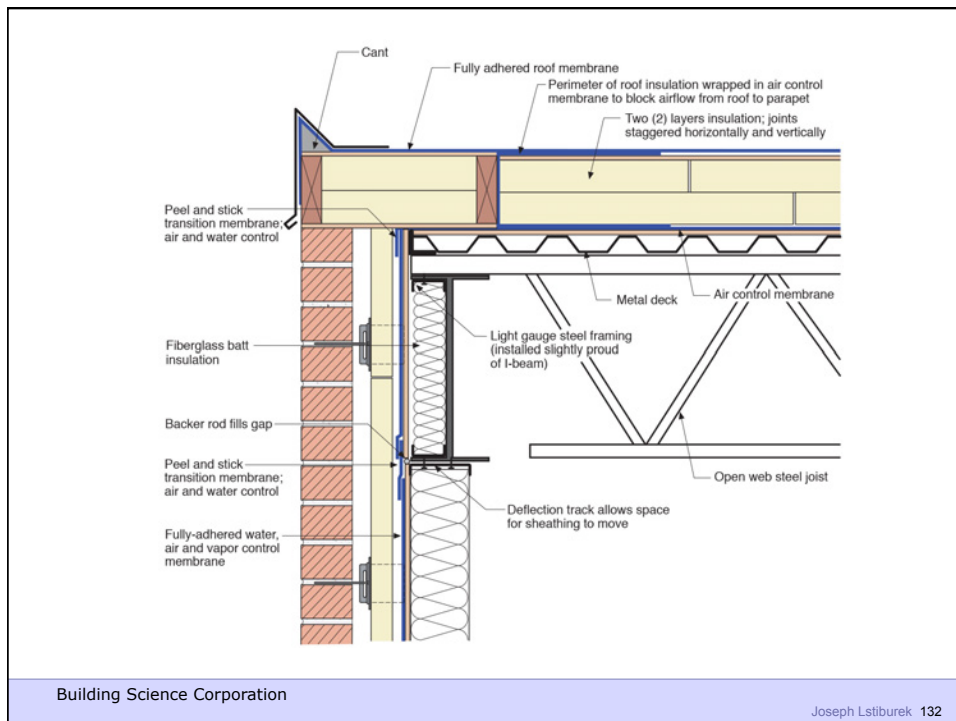 Cant
Fully adhered roof membrane
Perimeter of roof insulation wrapped in air control
membrane to block airflow from roof to parapet
Two (2) layers insulation; joints
staggered horizontally and vertically
Peel and stick
transition membrane;
air and water control
Metal deck
Air control membrane
Light gauge steel framing
(installed slightly proud
of I-beam)
Fiberglass batt
insulation
Backer rod fills gap
Peel and stick
transition membrane;
air and water control
Open web steel joist
Deflection track allows space
for sheathing to move
Fully-adhered water,
air and vapor control
membrane
Building Science Corporation
Joseph Lstiburek 132